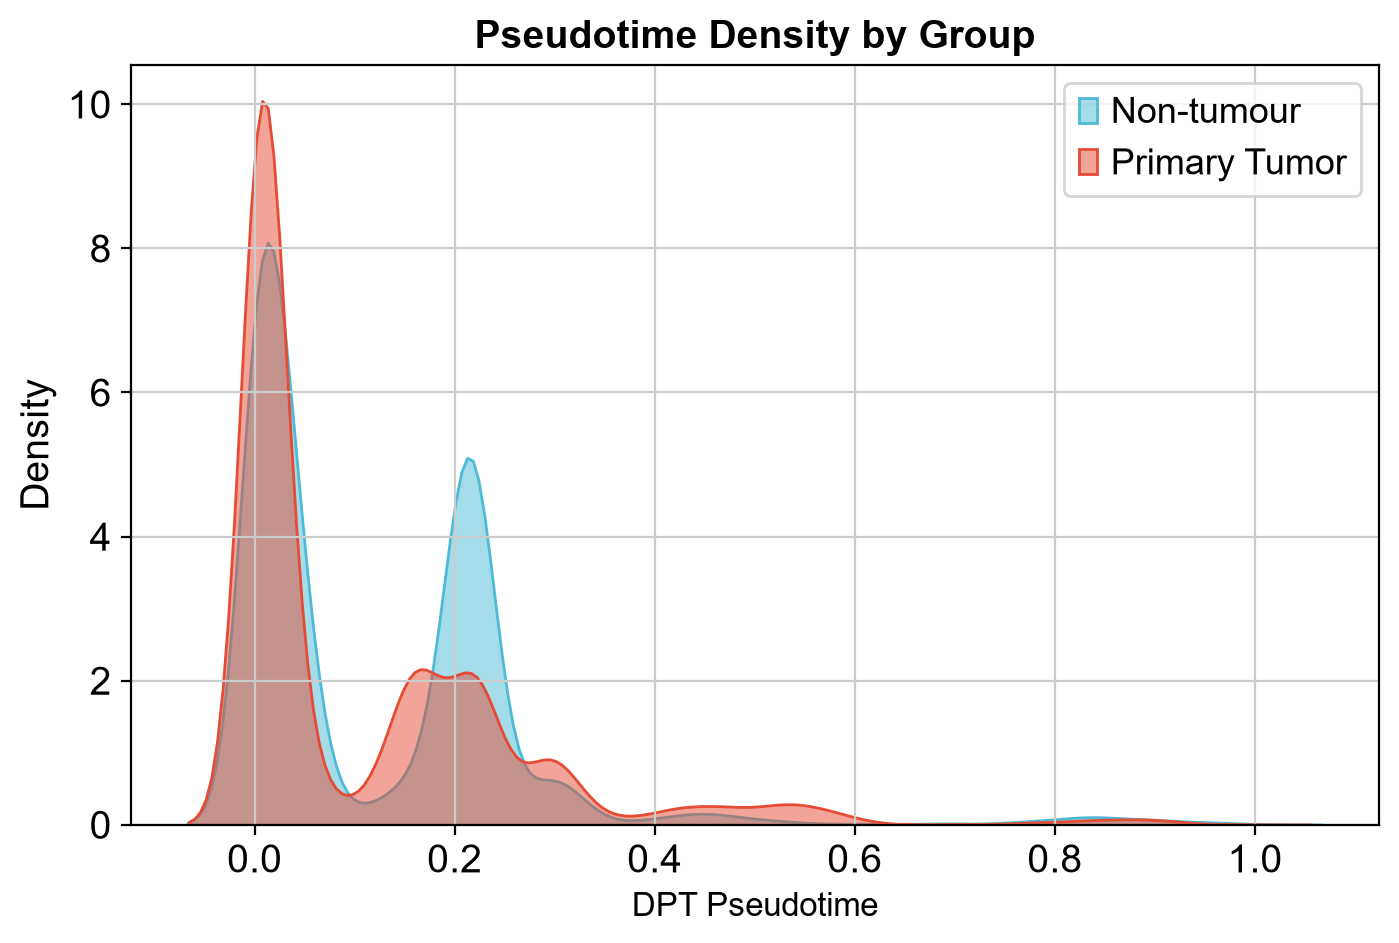 Pseudotime Density by Group
Non-tumour
Primary Tumor
Density
10
8
6
4
2
0
0.0 0.2 0.4 0.6 0.8 1.0
DPT Pseudotime